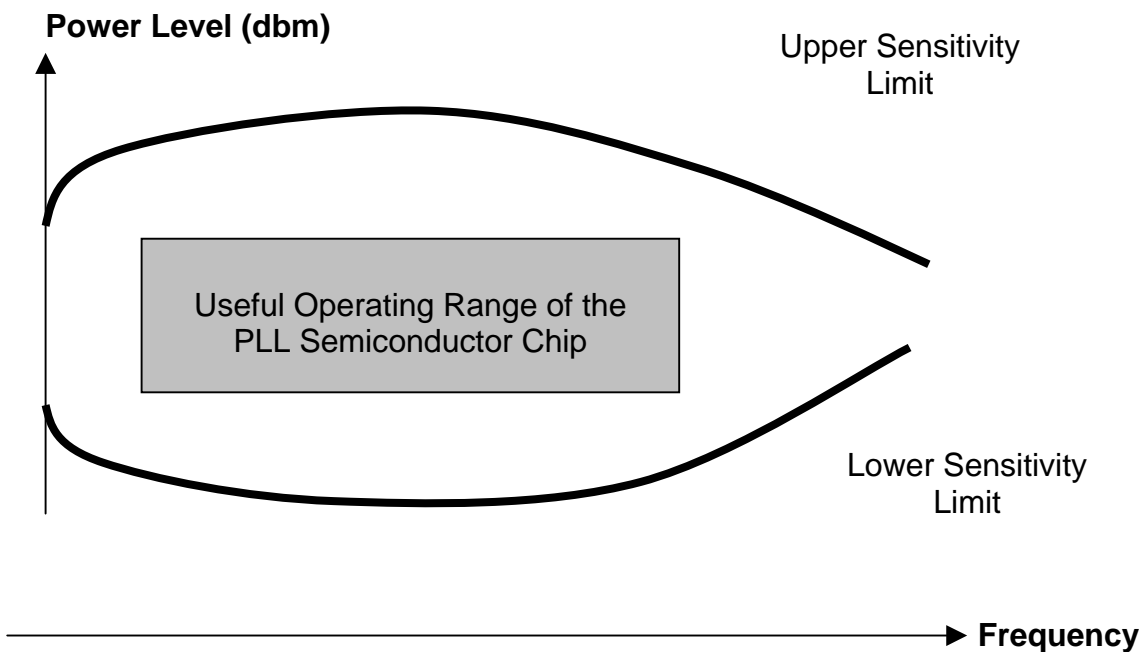 Power Level (dbm)
Upper Sensitivity
Limit
Useful Operating Range of the
PLL Semiconductor Chip
Lower Sensitivity
Limit
Frequency